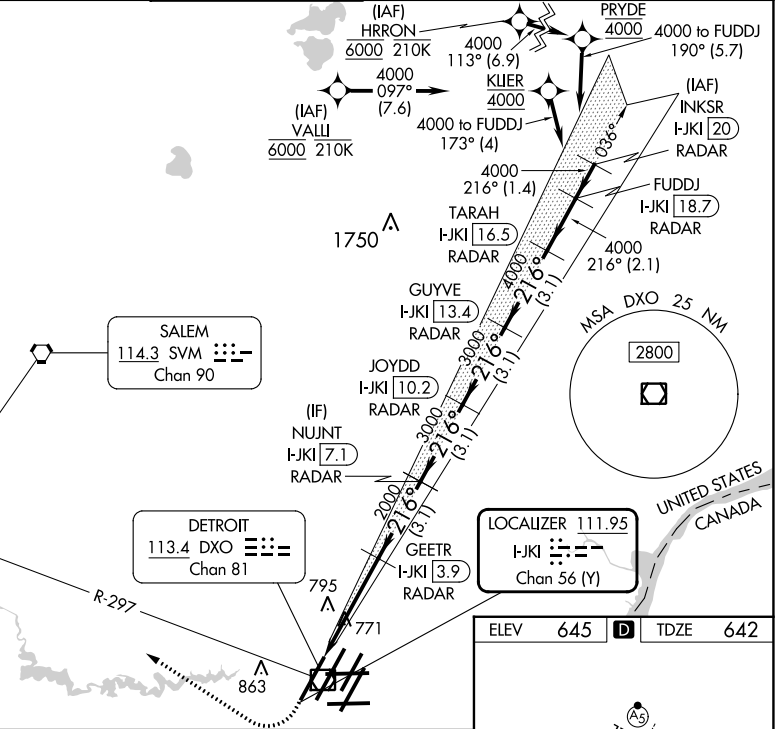 (IAF)
HRRON
6000 210K
4000
113° (6.9)
PRYDE
4000
4000 to FUDDJ
190° (5.7)
4000
097°
(7.6)
(IAF)
VALLI
6000 210K
KLIER
4000
4000 to FUDDJ
173° (4)
(IAF)
INKSR
I-JKI 20
RADAR
036°
4000
216° (1.4)
FUDDJ
I-JKI 18.7
RADAR
TARAH
I-JKI 16.5
RADAR
4000
216° (2.1)
1750
4000
216°
(3.1)
GUYVE
I-JKI 13.4
RADAR
MSA DXO 25 NM
2800
SALEM
114.3 SVM
Chan 90
3000
216°
(3.1)
JOYDD
I-JKI 10.2
RADAR
3000
216°
(3.1)
(IF)
NUJNT
I-JKI 7.1
RADAR
UNITED STATES
CANADA
2000
216°
(3.1)
DETROIT
113.4 DXO
Chan 81
LOCALIZER 111.95
I-JKI
Chan 56 (Y)
GEETR
I-JKI 3.9
RADAR
R-297
795
771
863
ELEV 645 D TDZE 642
A5